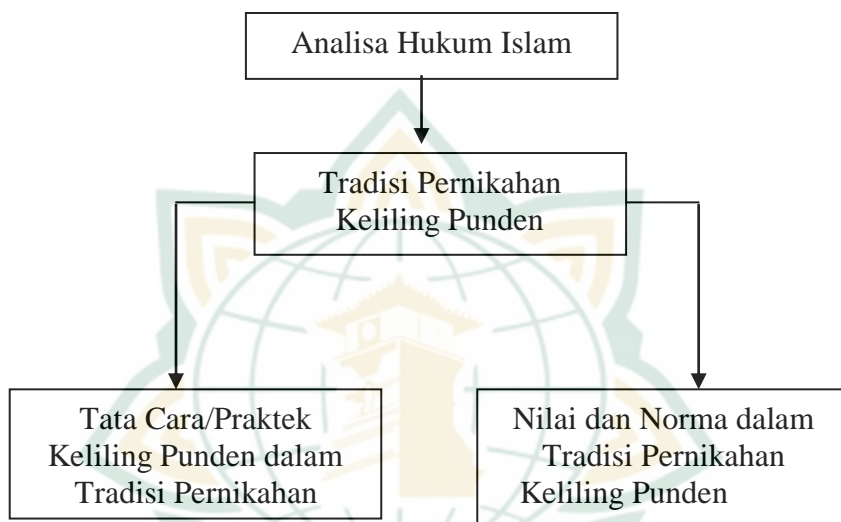 Analisa Hukum Islam
Tradisi Pernikahan
Keliling Punden
Tata Cara/Praktek
Keliling Punden dalam
Tradisi Pernikahan
Nilai dan Norma dalam
Tradisi Pernikahan
Keliling Punden